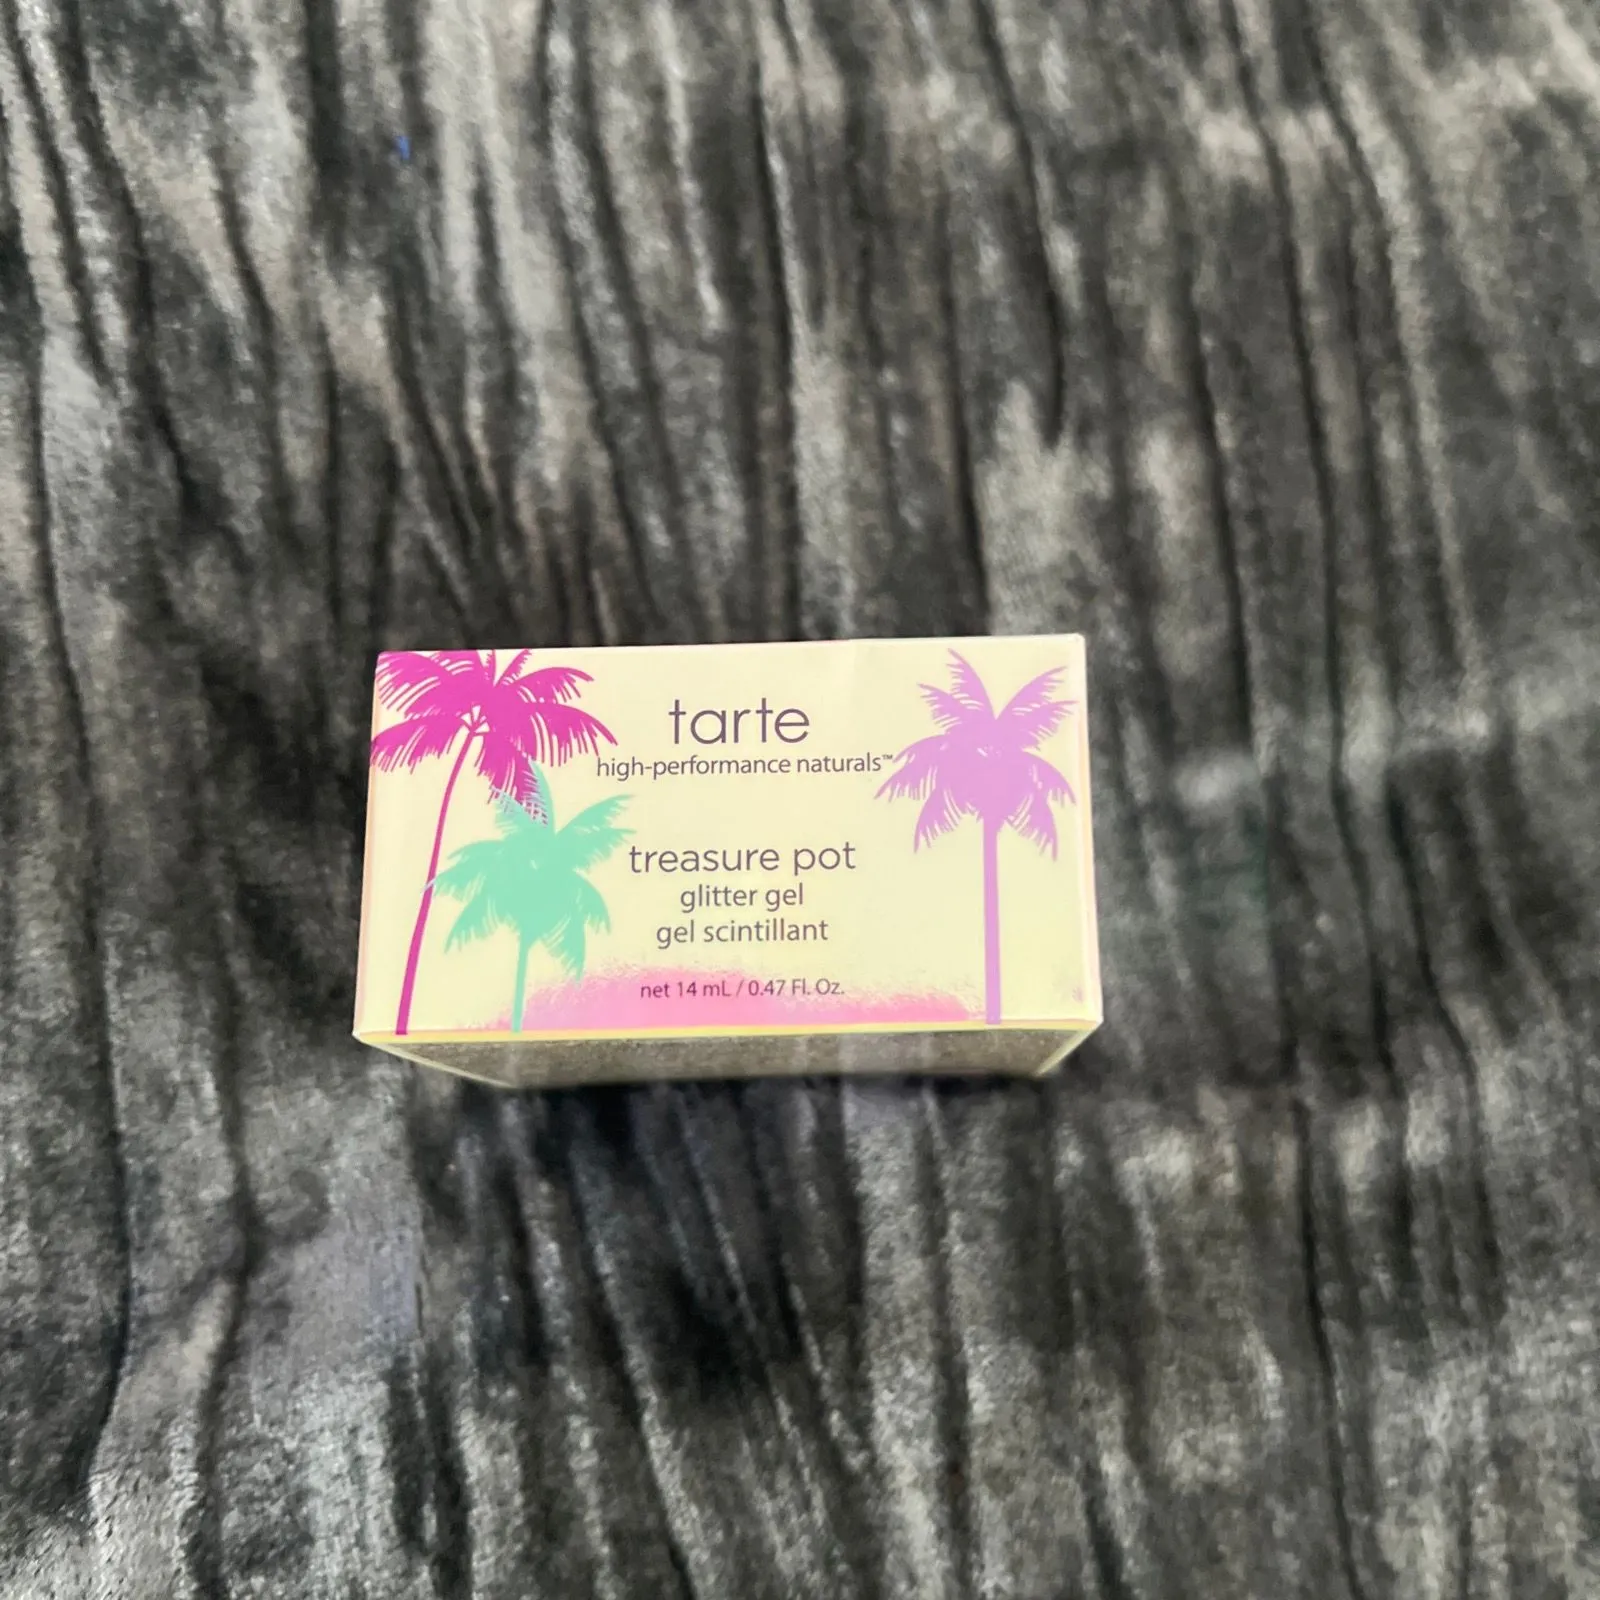 tarte
high-performance naturals™
treasure pot
glitter gel
gel scintillant
net 14 mL / 0.47 Fl. Oz.